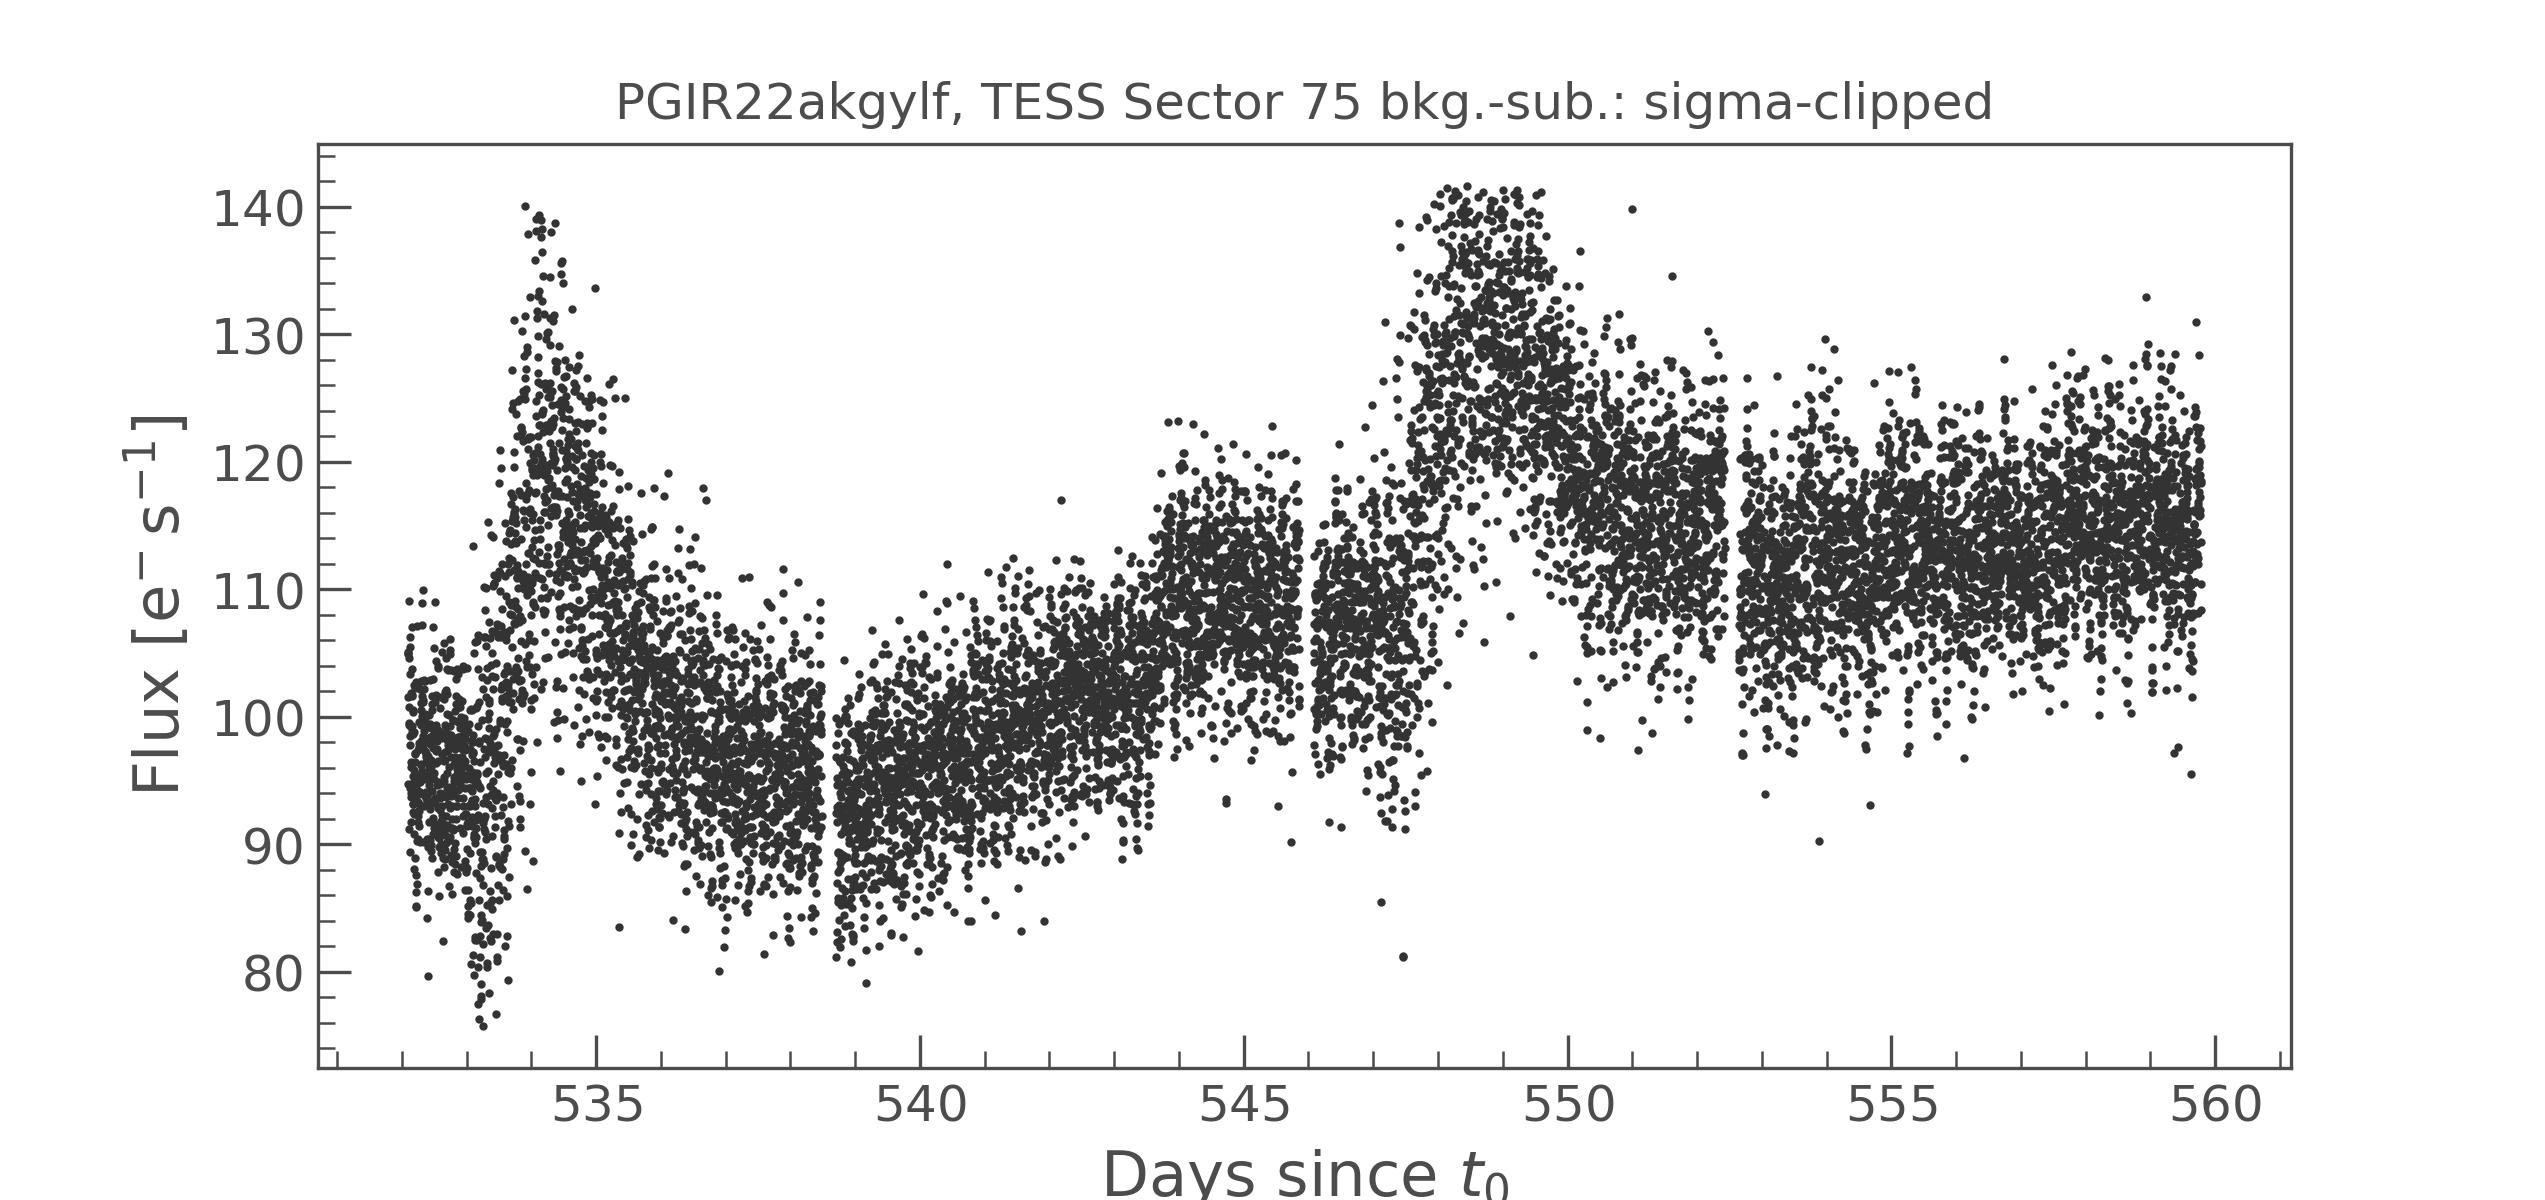 PGIR22akgylf, TESS Sector 75 bkg.-sub.: sigma-clipped
Flux [e⁻ s⁻¹]
140
130
120
110
100
90
80
535 540 545 550 555 560
Days since t₀